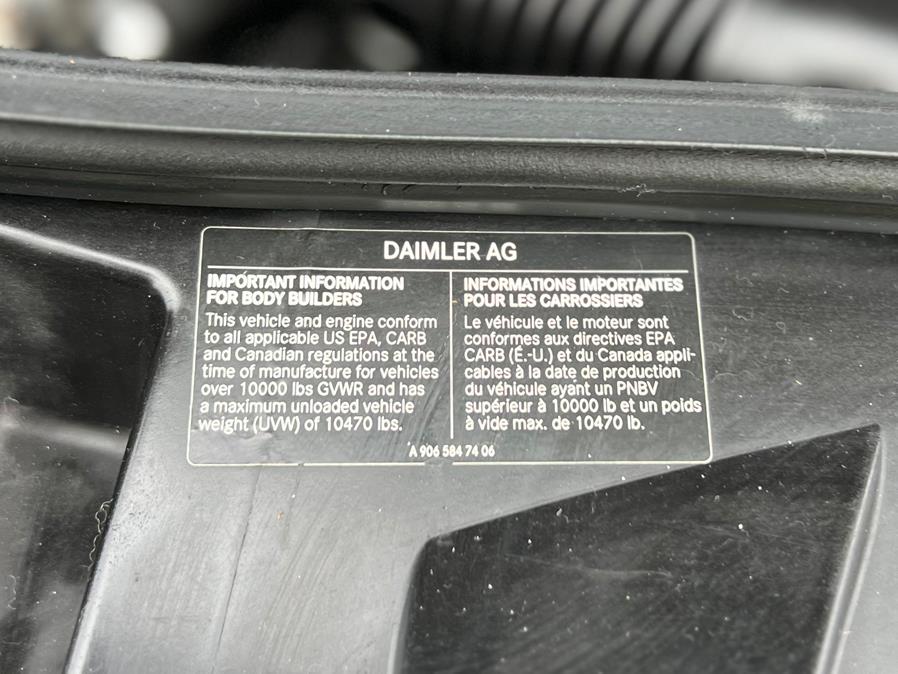 DAIMLER AG
IMPORTANT INFORMATION
FOR BODY BUILDERS
This vehicle and engine conform
to all applicable US EPA, CARB
and Canadian regulations at the
time of manufacture for vehicles
over 10000 lbs GVWR and has
a maximum unloaded vehicle
weight (UVW) of 10470 lbs.
INFORMATIONS IMPORTANTES
POUR LES CARROSSIERS
Le véhicule et le moteur sont
conformes aux directives EPA
CARB (É.-U.) et du Canada appli-
cables à la date de production
du véhicule ayant un PNBV
supérieur à 10000 lb et un poids
à vide max. de 10470 lb.
A 906 584 74 06